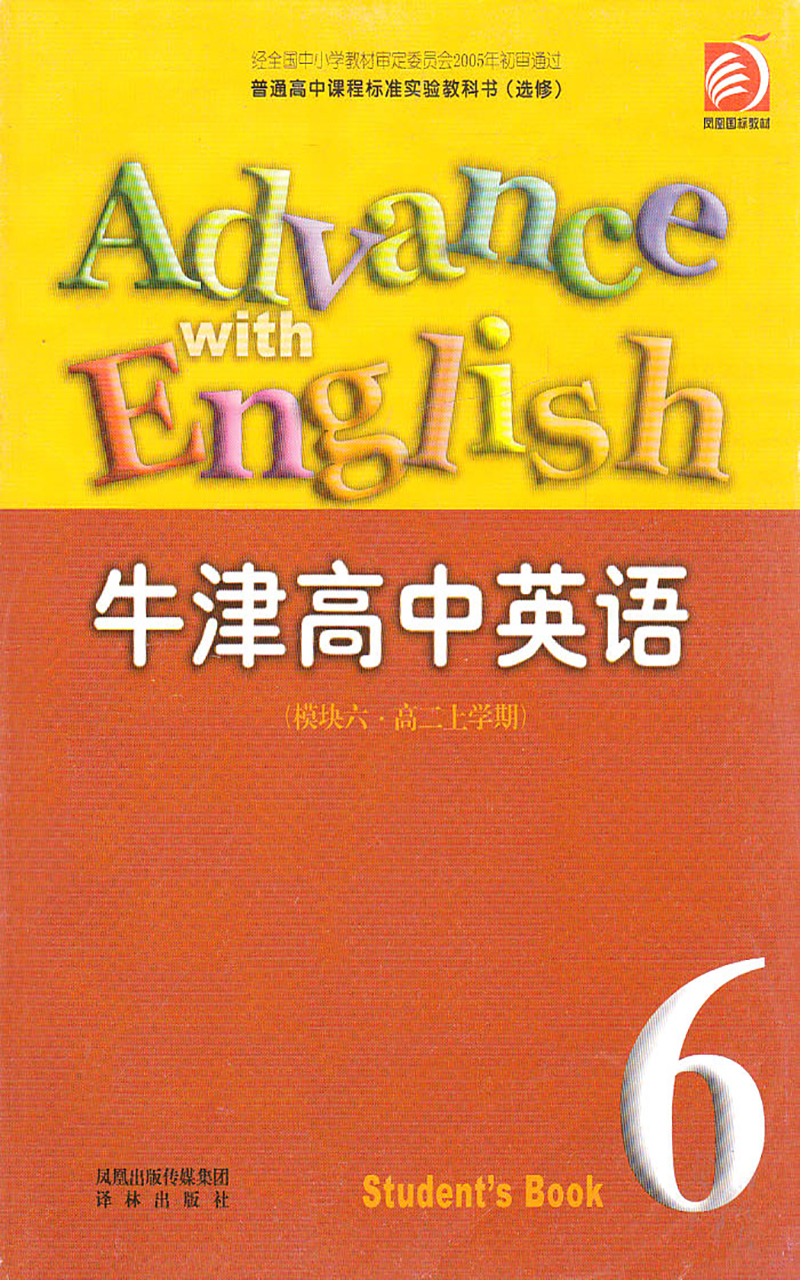 经全国中小学教材审定委员会2005年初审通过
普通高中课程标准实验教科书（选修）
凤凰国标教材
Advance
with
English
牛津高中英语
（模块六·高二上学期）
6
凤凰出版传媒集团
译林出版社
Student's Book